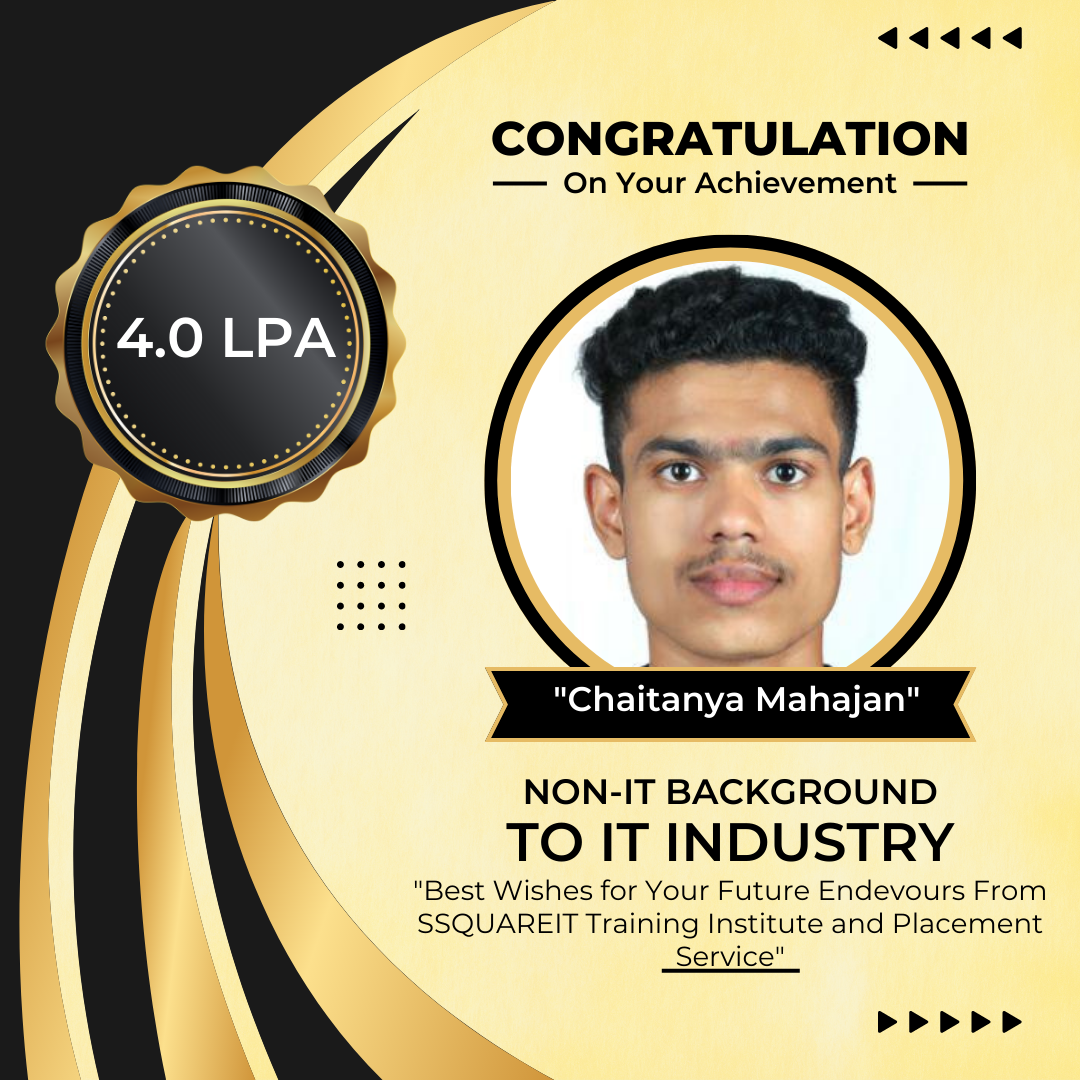 CONGRATULATION
On Your Achievement
4.0 LPA
"Chaitanya Mahajan"
NON-IT BACKGROUND
TO IT INDUSTRY
"Best Wishes for Your Future Endevours From
SSQUAREIT Training Institute and Placement
Service"